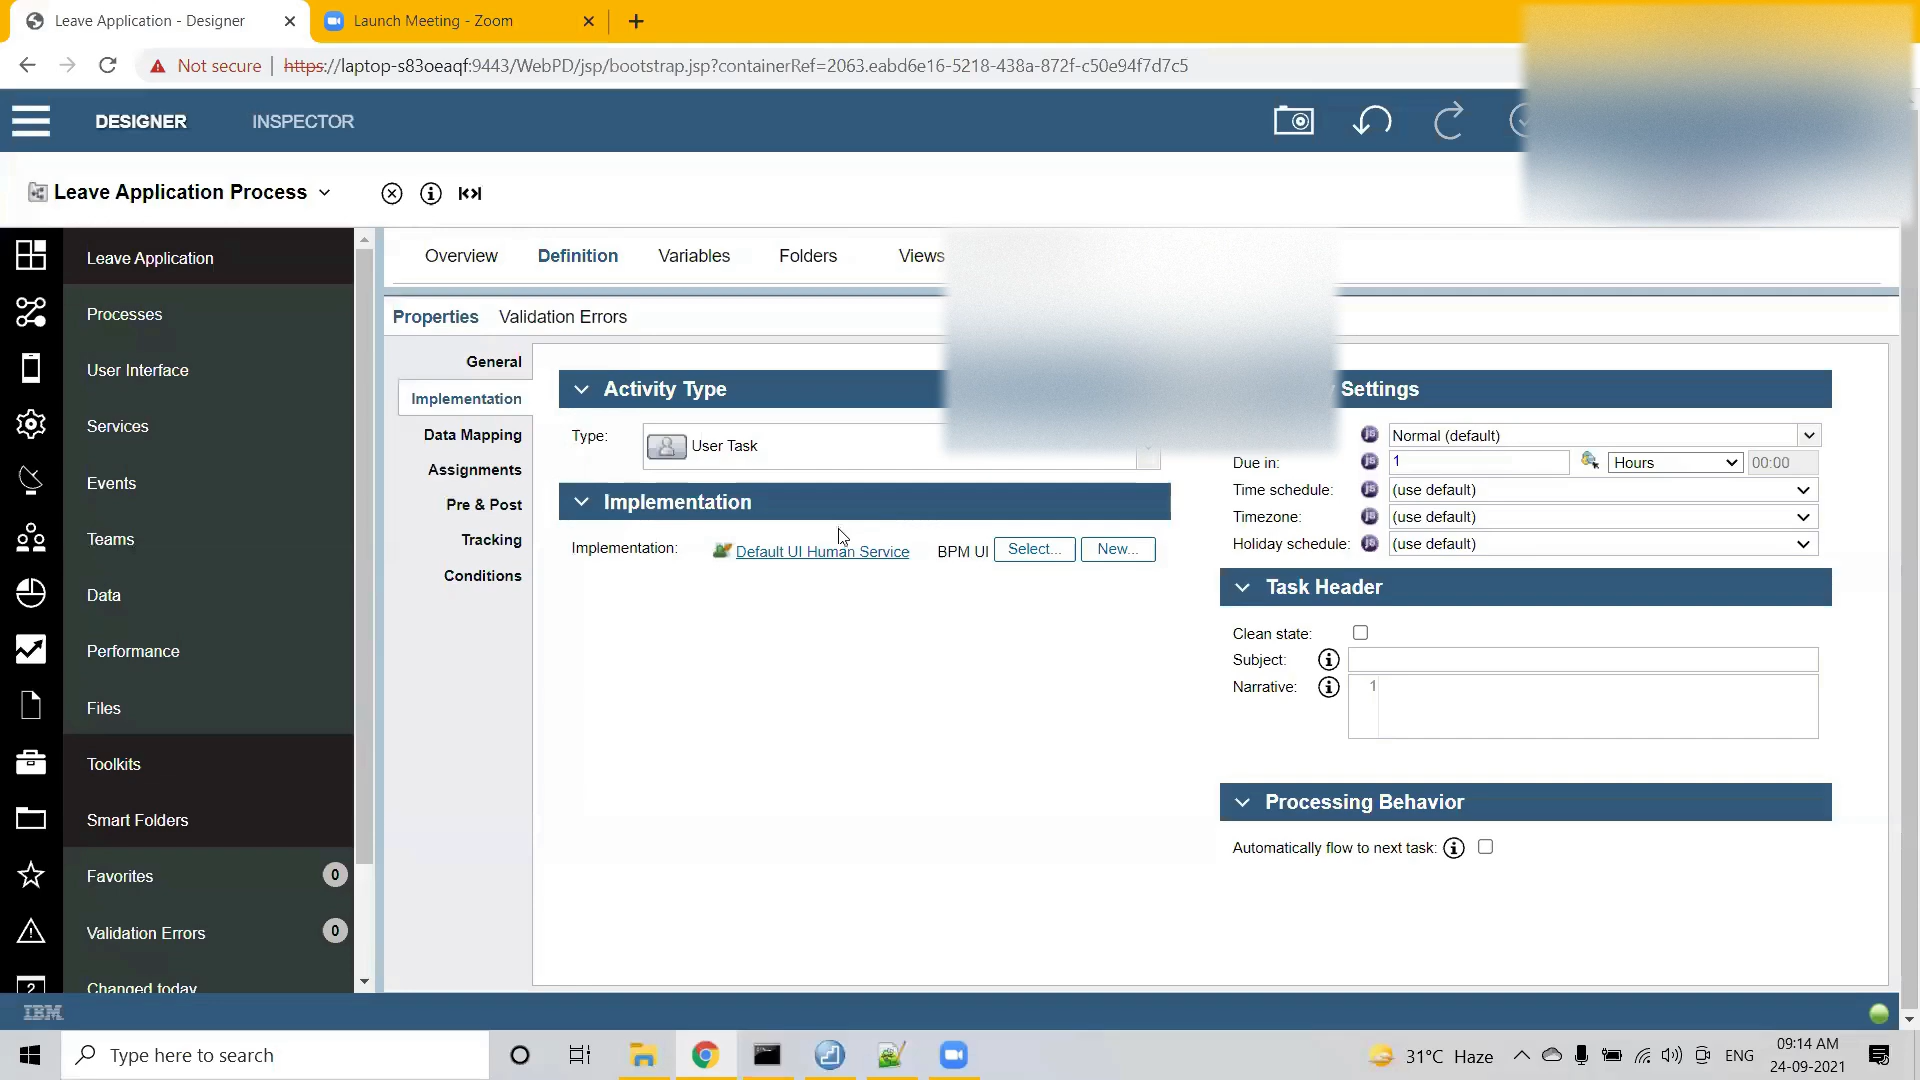 Leave Application - Designer
Launch Meeting - Zoom
Not secure
https://laptop-s83oeaqf:9443/WebPD/jsp/bootstrap.jsp?containerRef=2063.eabd6e16-5218-438a-872f-c50e94f7d7c5
DESIGNER
INSPECTOR
Leave Application Process
Leave Application
Processes
User Interface
Services
Events
Teams
Data
Performance
Files
Toolkits
Smart Folders
Favorites 0
Validation Errors 0
Changed today
Overview
Definition
Variables
Folders
Views
Properties
Validation Errors
General
Implementation
Data Mapping
Assignments
Pre & Post
Tracking
Conditions
Activity Type
Type: User Task
Implementation
Implementation: Default UI Human Service BPM UI Select... New...
Settings
js Normal (default)
Due in: js 1 Hours 00:00
Time schedule: js (use default)
Timezone: js (use default)
Holiday schedule: js (use default)
Task Header
Clean state:
Subject:
Narrative: 1
Processing Behavior
Automatically flow to next task:
IBM
Type here to search
31°C Haze
ENG
09:14 AM
24-09-2021